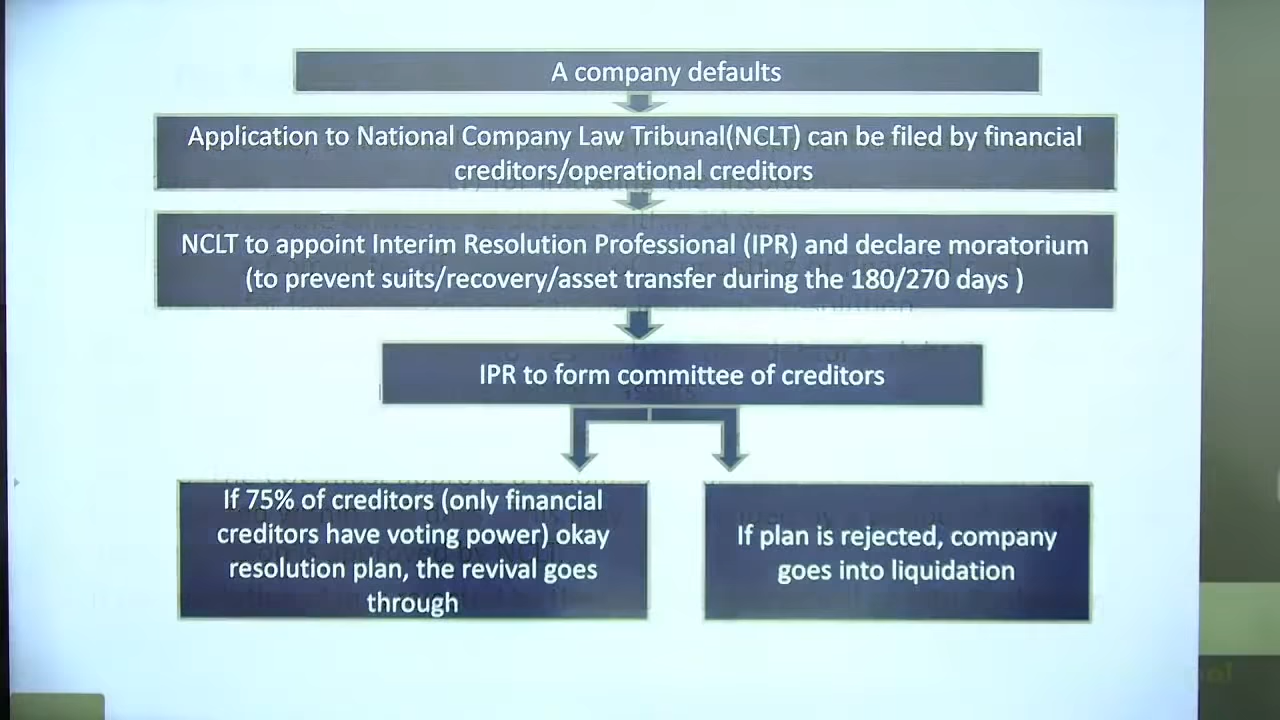 A company defaults
Application to National Company Law Tribunal(NCLT) can be filed by financial
creditors/operational creditors
NCLT to appoint Interim Resolution Professional (IPR) and declare moratorium
(to prevent suits/recovery/asset transfer during the 180/270 days )
IPR to form committee of creditors
If 75% of creditors (only financial
creditors have voting power) okay
resolution plan, the revival goes
through
If plan is rejected, company
goes into liquidation